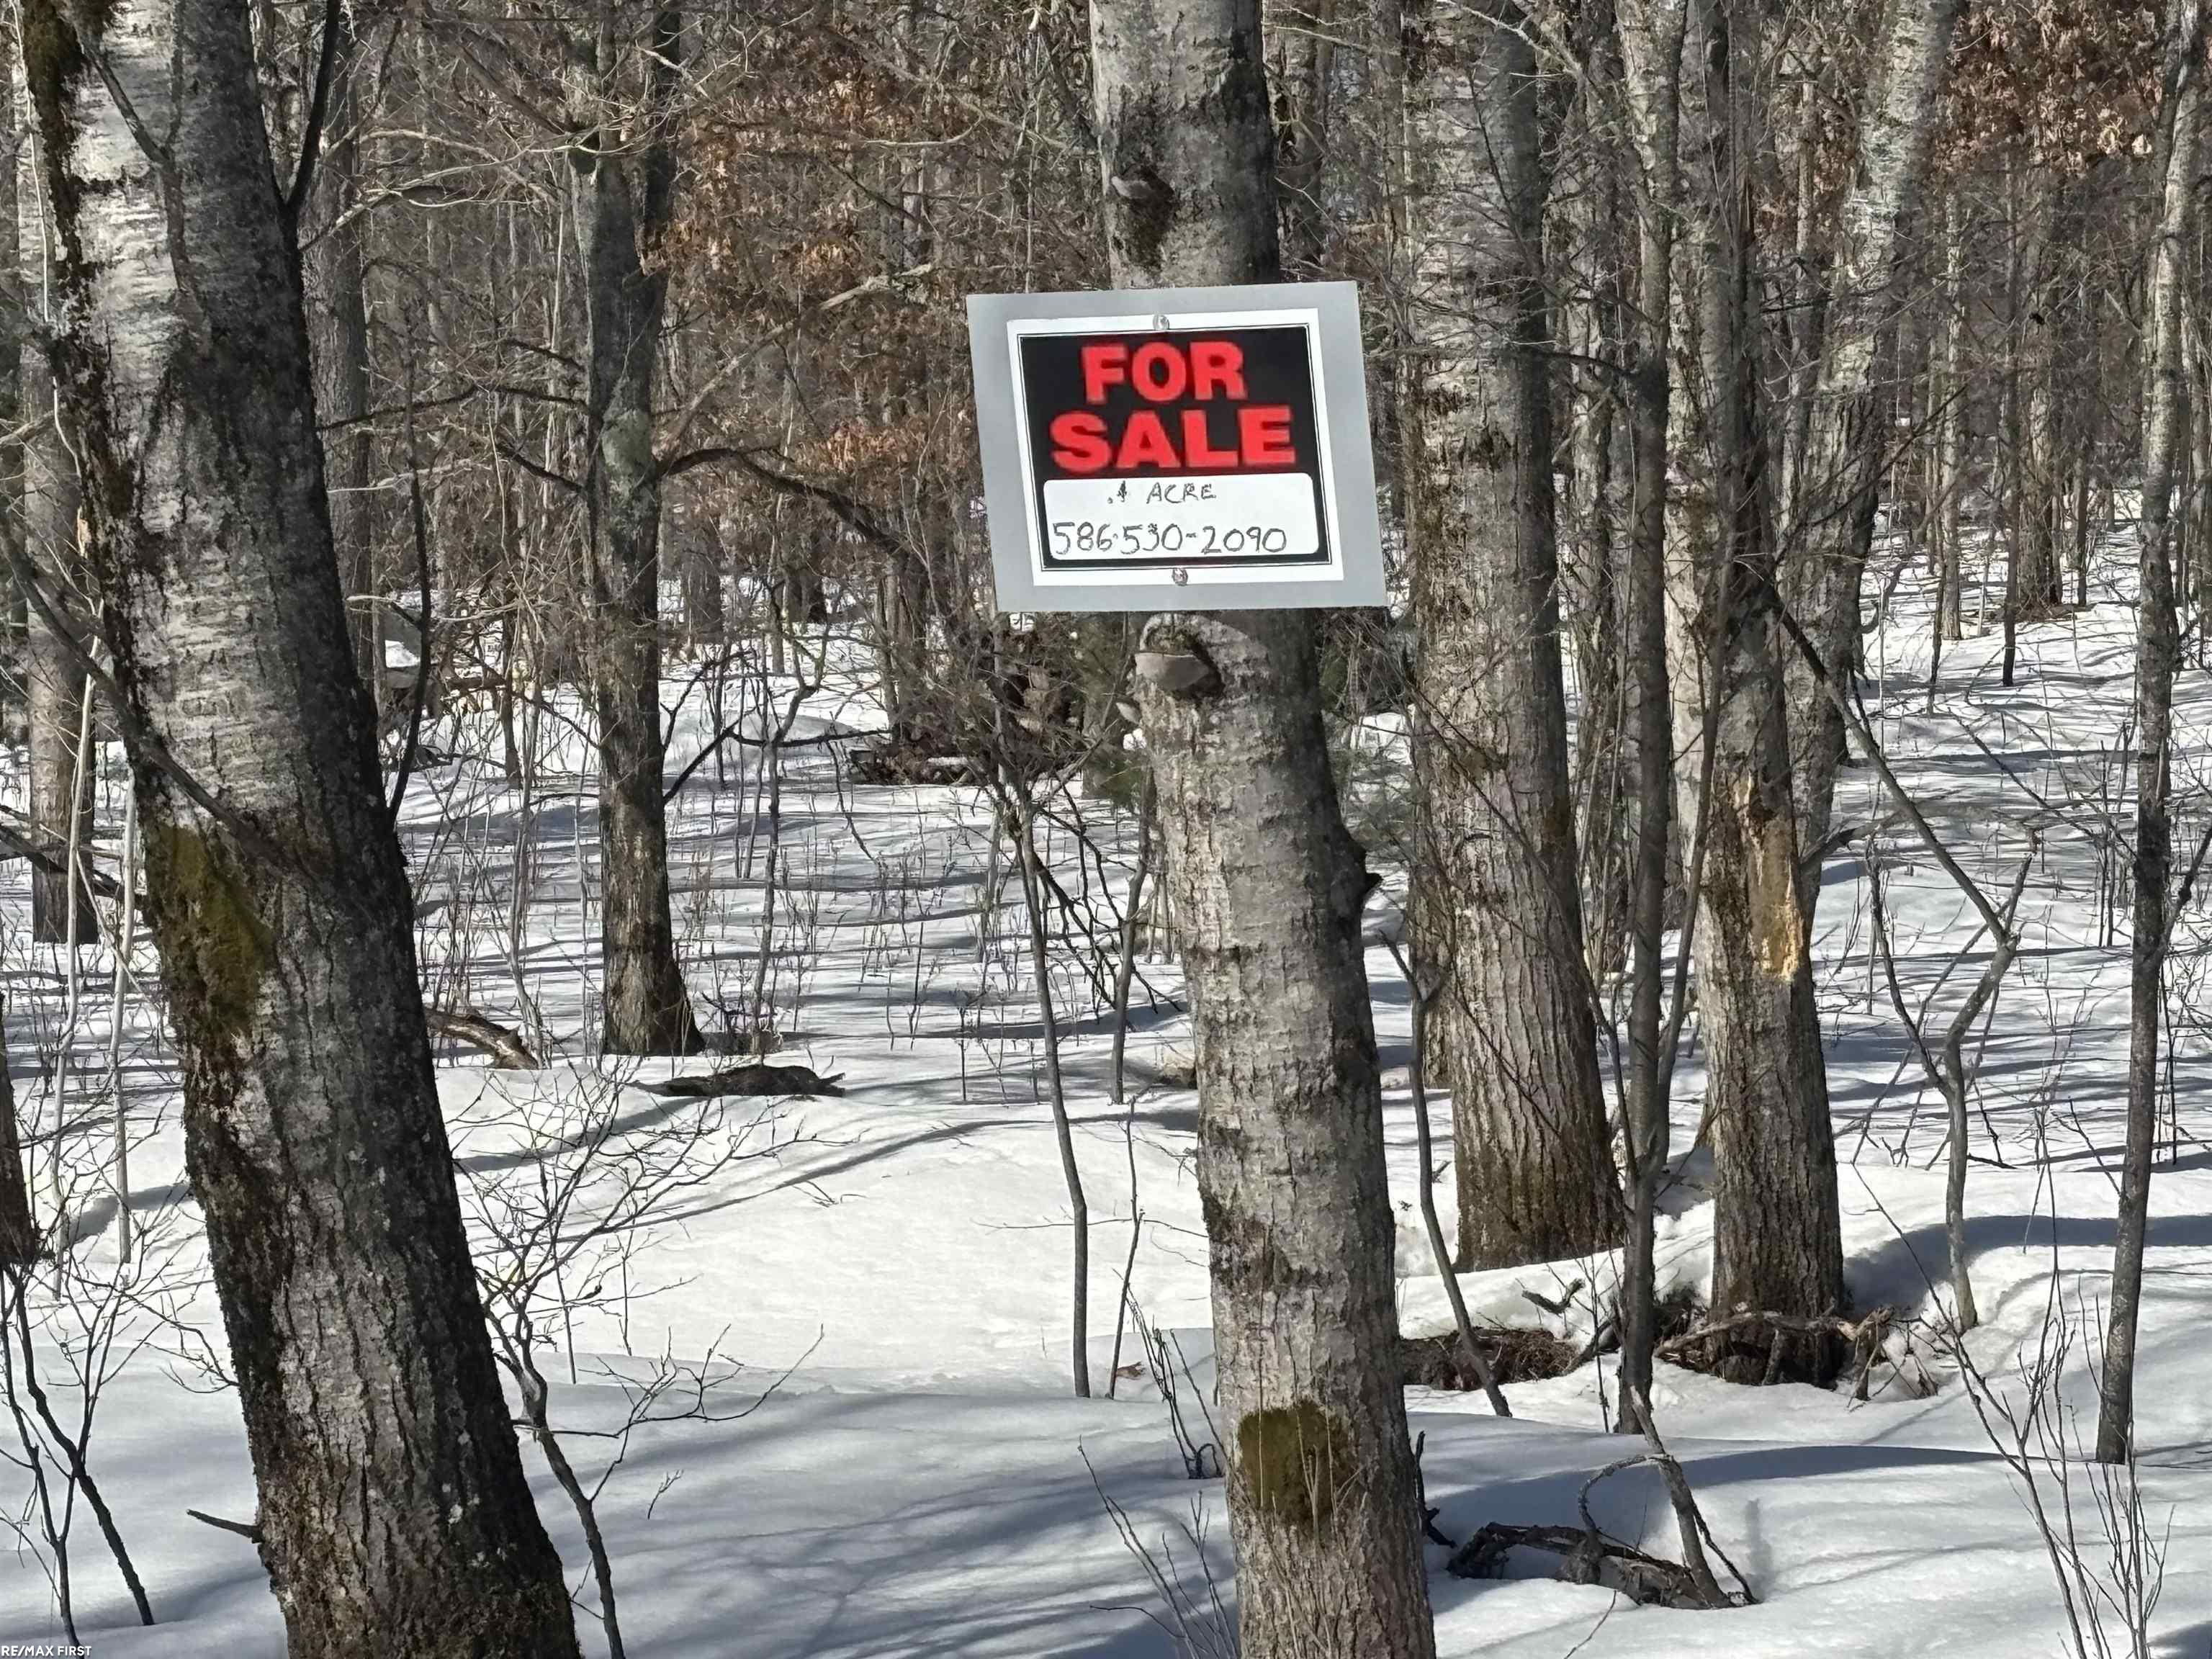 FOR
SALE
.4 ACRE
586-530-2090
RE/MAX FIRST